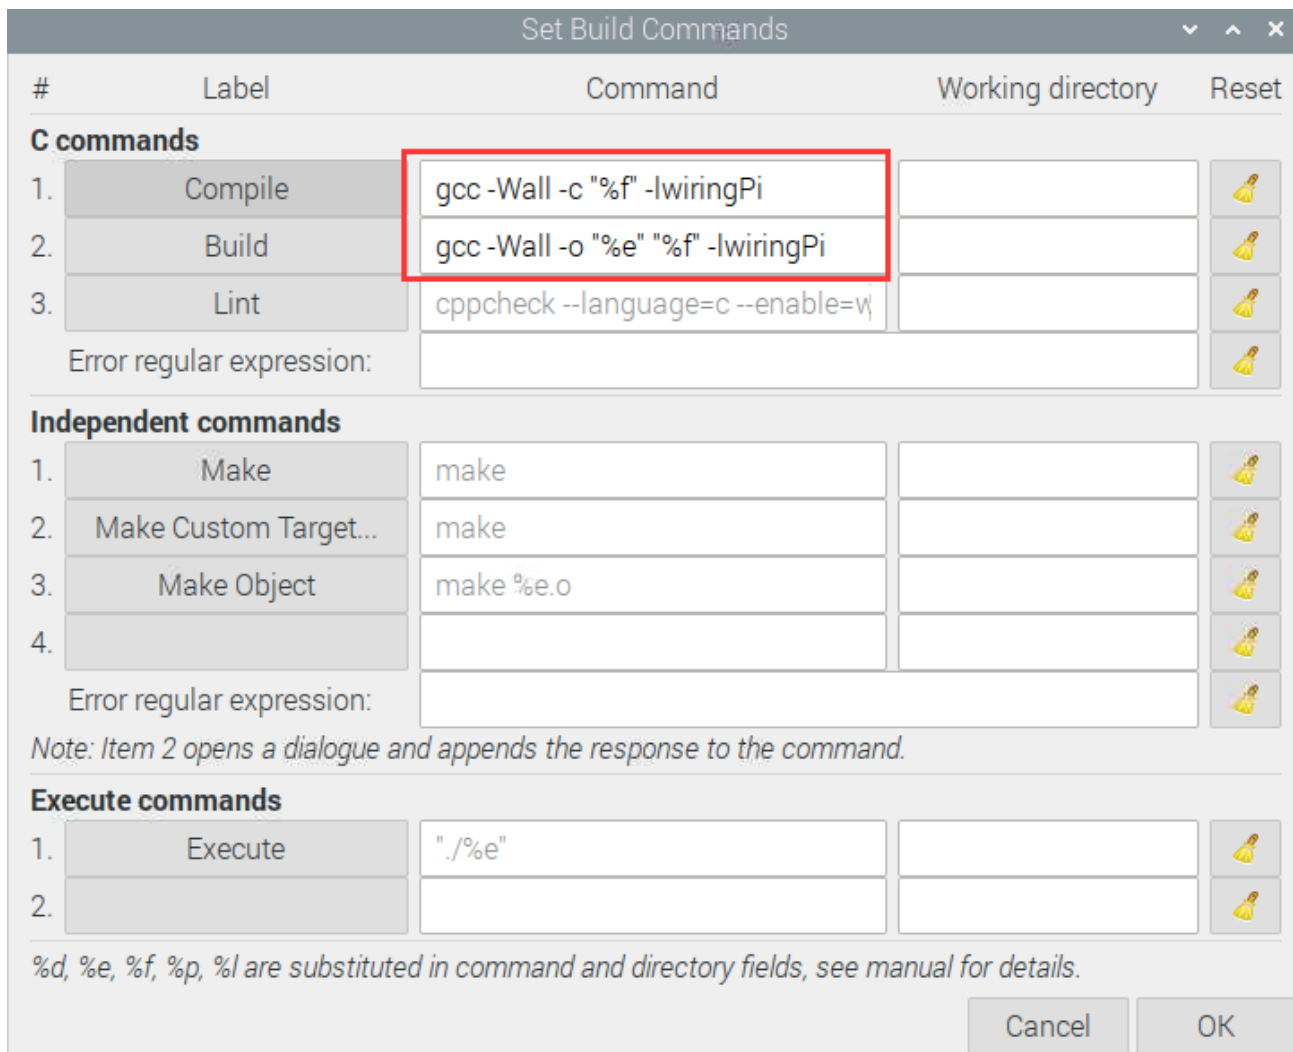 Set Build Commands
# Label Command Working directory Reset
C commands
1. Compile gcc -Wall -c "%f" -lwiringPi
2. Build gcc -Wall -o "%e" "%f" -lwiringPi
3. Lint cppcheck --language=c --enable=w
Error regular expression:
Independent commands
1. Make make
2. Make Custom Target... make
3. Make Object make %e.o
4.
Error regular expression:
Note: Item 2 opens a dialogue and appends the response to the command.
Execute commands
1. Execute "./%e"
2.
%d, %e, %f, %p, %l are substituted in command and directory fields, see manual for details.
Cancel OK